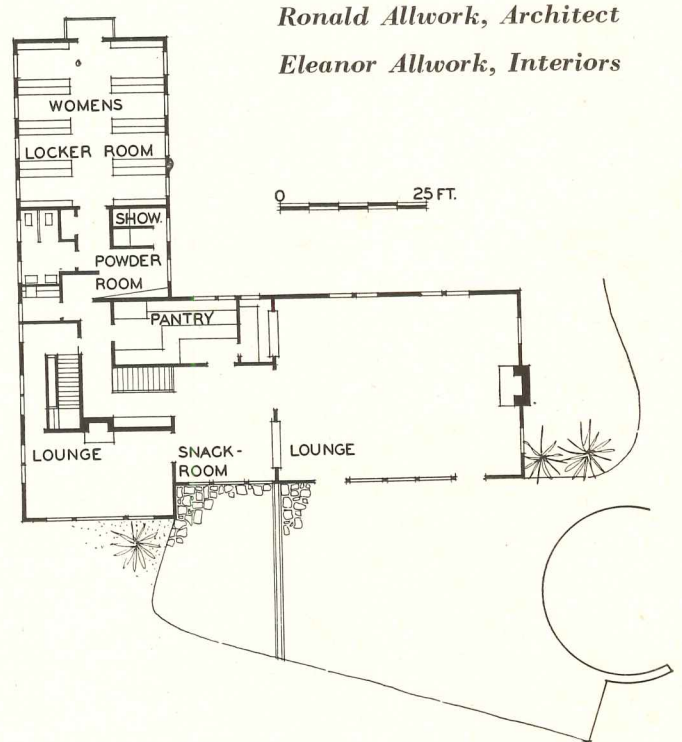 Ronald Allwork, Architect
Eleanor Allwork, Interiors
WOMENS
LOCKER ROOM
0 25 FT.
SHOW.
POWDER
ROOM
PANTRY
LOUNGE
SNACK-
ROOM
LOUNGE